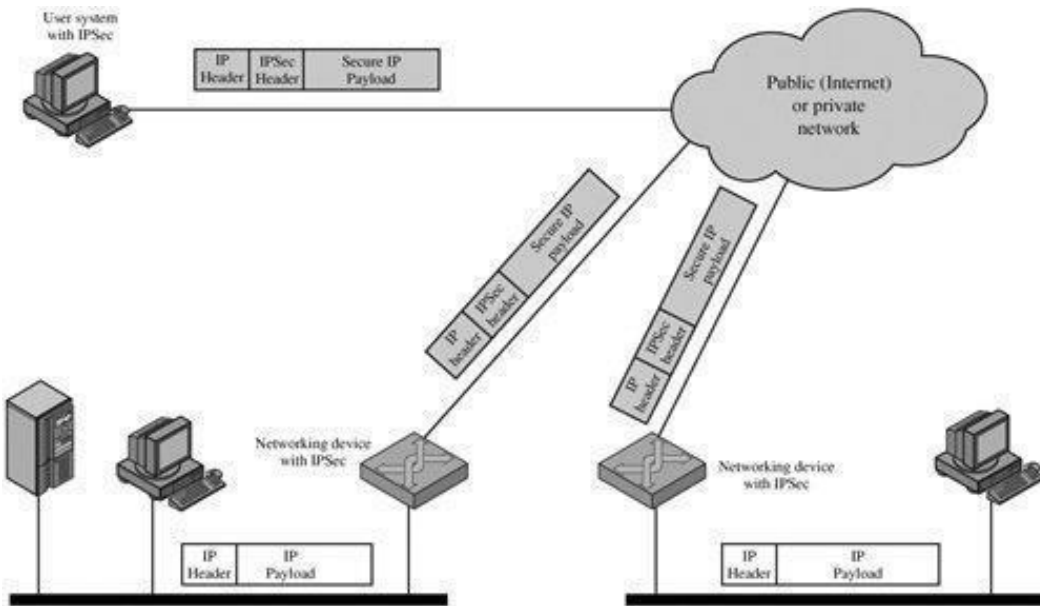 User system
with IPSec
IP
Header
IPSec
Header
Secure IP
Payload
Public (Internet)
or private
network
IP
header
IPSec
header
Secure IP
payload
IP
header
IPSec
header
Secure IP
payload
Networking device
with IPSec
Networking device
with IPSec
IP
Header
IP
Payload
IP
Header
IP
Payload